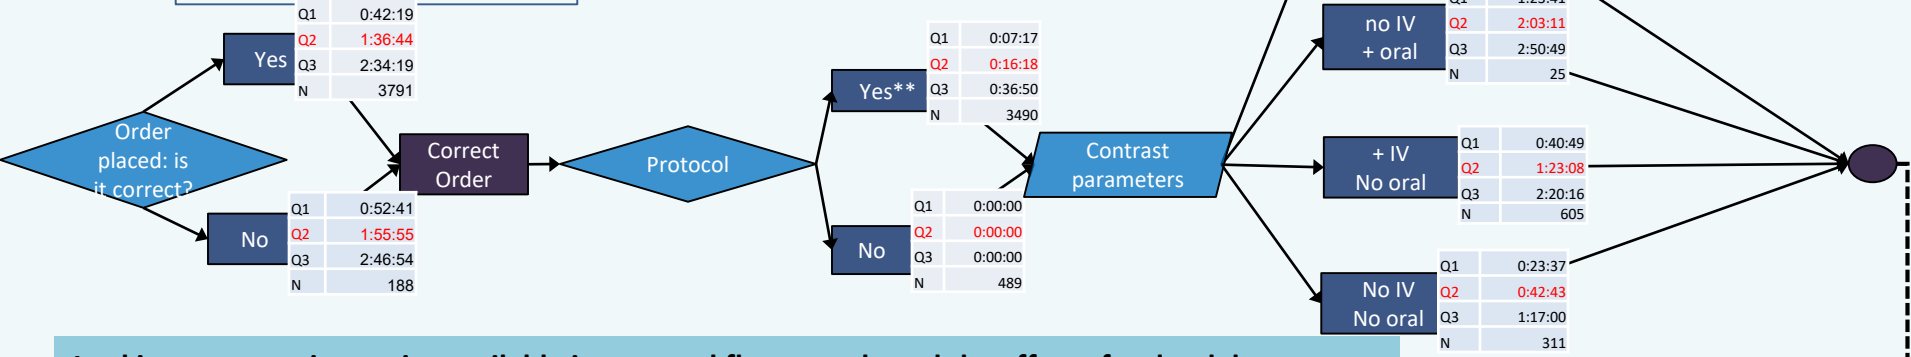 Order
placed: is
it correct?
Yes
Q1 0:42:19
Q2 1:36:44
Q3 2:34:19
N 3791
No
Q1 0:52:41
Q2 1:55:55
Q3 2:46:54
N 188
Correct
Order
Protocol
Yes**
Q1 0:07:17
Q2 0:16:18
Q3 0:36:50
N 3490
No
Q1 0:00:00
Q2 0:00:00
Q3 0:00:00
N 489
Contrast
parameters
no IV
+ oral
Q2 2:03:11
Q3 2:50:49
N 25
+ IV
No oral
Q1 0:40:49
Q2 1:23:08
Q3 2:20:16
N 605
No IV
No oral
Q1 0:23:37
Q2 0:42:43
Q3 1:17:00
N 311